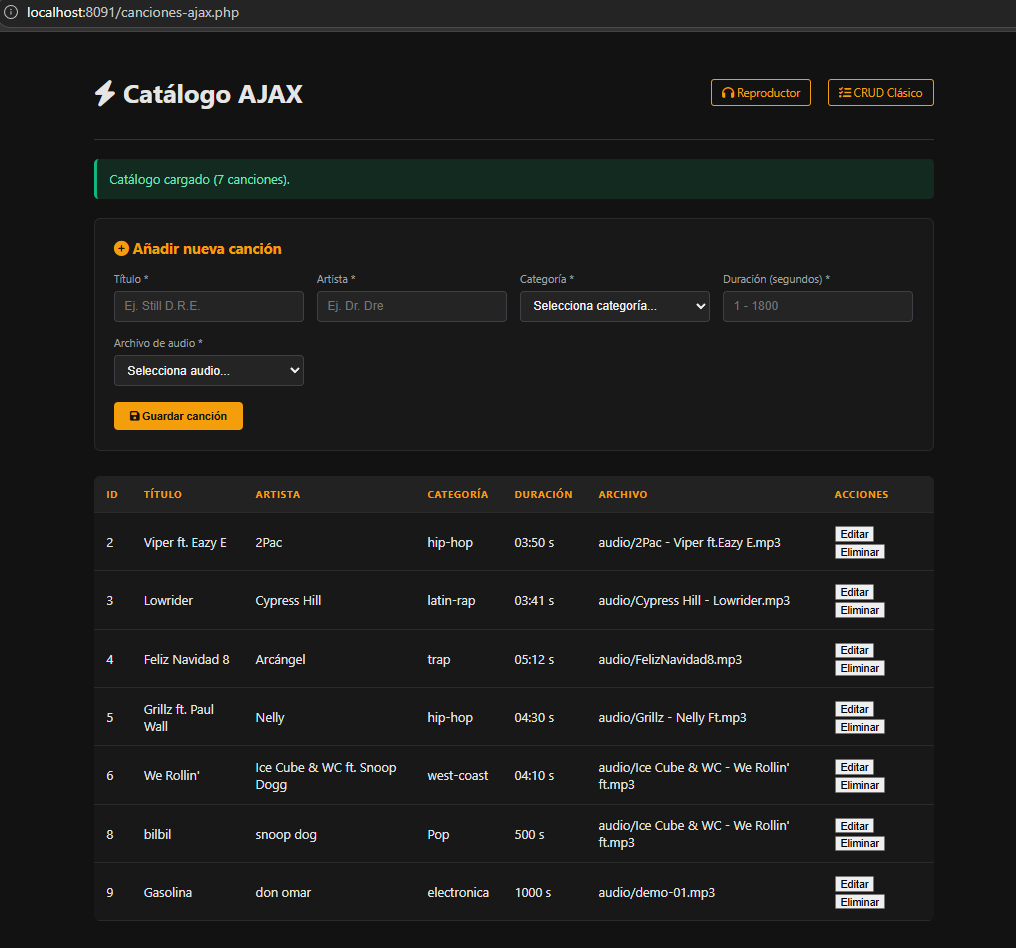 localhost:8091/canciones-ajax.php
Catálogo AJAX
Reproductor
CRUD Clásico
Catálogo cargado (7 canciones).
Añadir nueva canción
Título * Artista * Categoría * Duración (segundos) *
Ej. Still D.R.E. Ej. Dr. Dre Selecciona categoría... 1 - 1800
Archivo de audio *
Selecciona audio...
Guardar canción
ID TÍTULO ARTISTA CATEGORÍA DURACIÓN ARCHIVO ACCIONES
2 Viper ft. Eazy E 2Pac hip-hop 03:50 s audio/2Pac - Viper ft.Eazy E.mp3 Editar
Eliminar
3 Lowrider Cypress Hill latin-rap 03:41 s audio/Cypress Hill - Lowrider.mp3 Editar
Eliminar
4 Feliz Navidad 8 Arcángel trap 05:12 s audio/FelizNavidad8.mp3 Editar
Eliminar
5 Grillz ft. Paul Wall Nelly hip-hop 04:30 s audio/Grillz - Nelly Ft.mp3 Editar
Eliminar
6 We Rollin' Ice Cube & WC ft. Snoop Dogg west-coast 04:10 s audio/Ice Cube & WC - We Rollin' ft.mp3 Editar
Eliminar
8 bilbil snoop dog Pop 500 s audio/Ice Cube & WC - We Rollin' ft.mp3 Editar
Eliminar
9 Gasolina don omar electronica 1000 s audio/demo-01.mp3 Editar
Eliminar